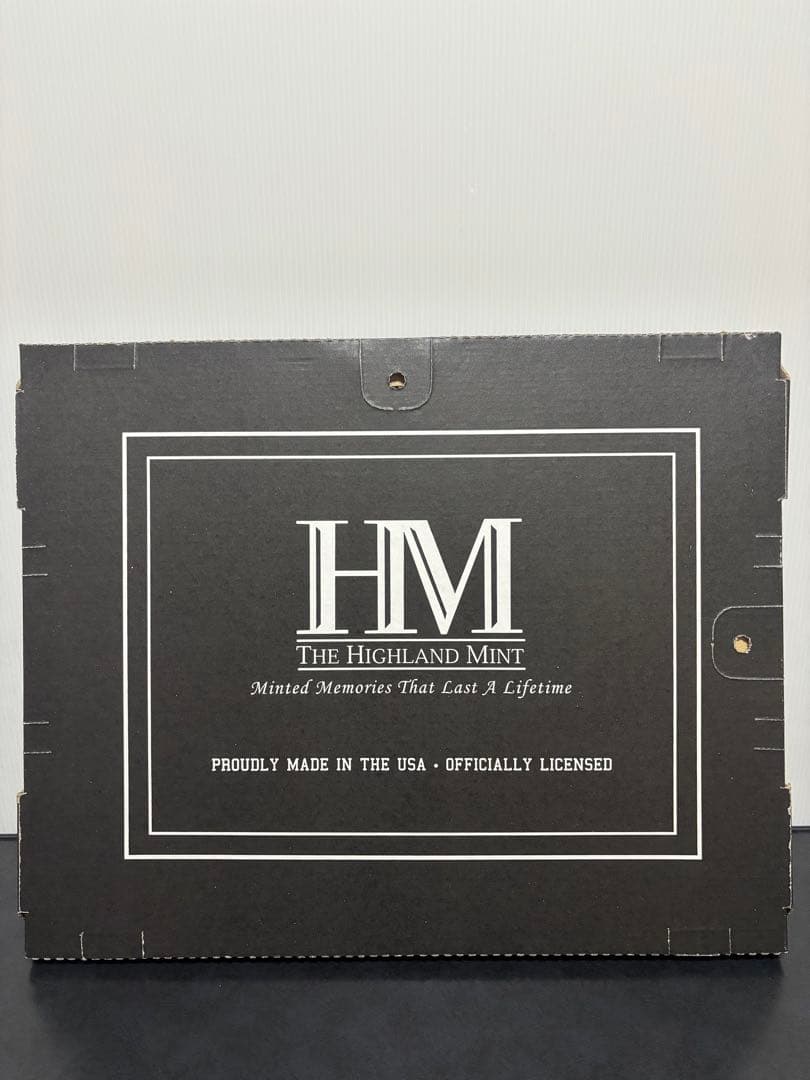 HM
THE HIGHLAND MINT
Minted Memories That Last A Lifetime
PROUDLY MADE IN THE USA • OFFICIALLY LICENSED